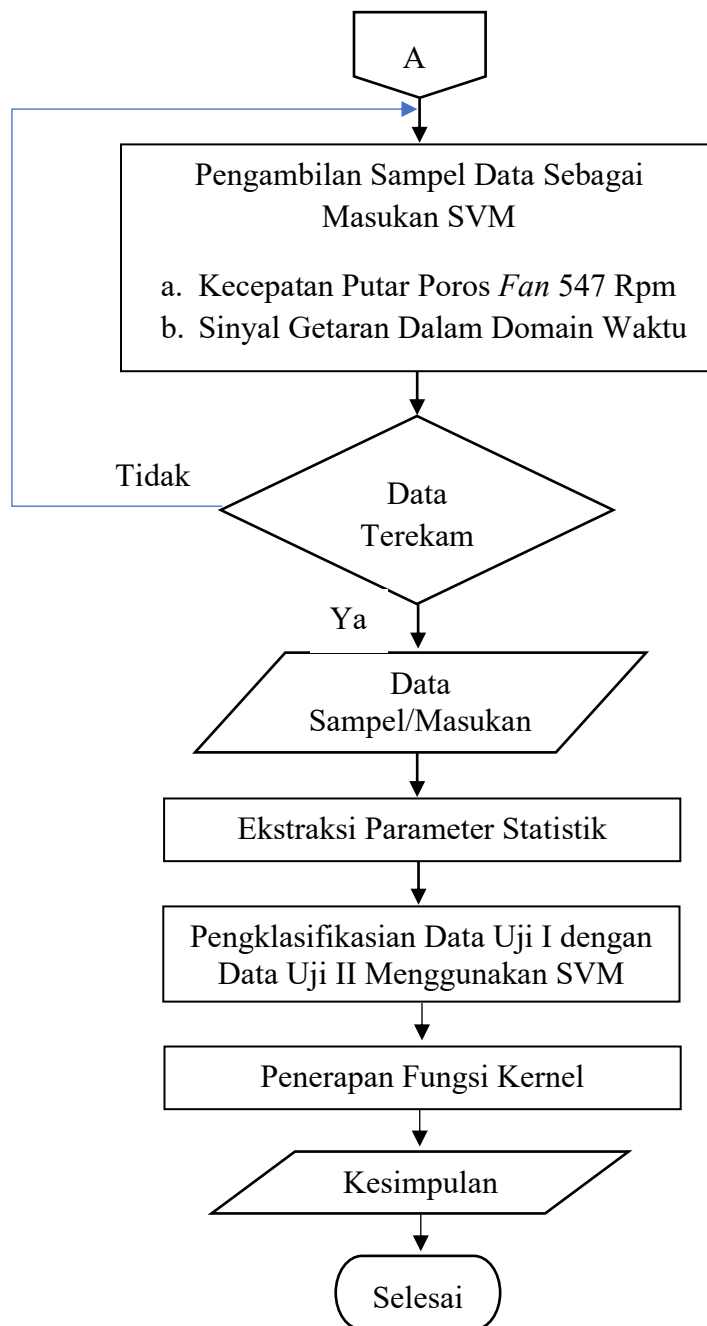 A
Pengambilan Sampel Data Sebagai
Masukan SVM
a. Kecepatan Putar Poros Fan 547 Rpm
b. Sinyal Getaran Dalam Domain Waktu
Tidak
Data
Terekam
Ya
Data
Sampel/Masukan
Ekstraksi Parameter Statistik
Pengklasifikasian Data Uji I dengan
Data Uji II Menggunakan SVM
Penerapan Fungsi Kernel
Kesimpulan
Selesai